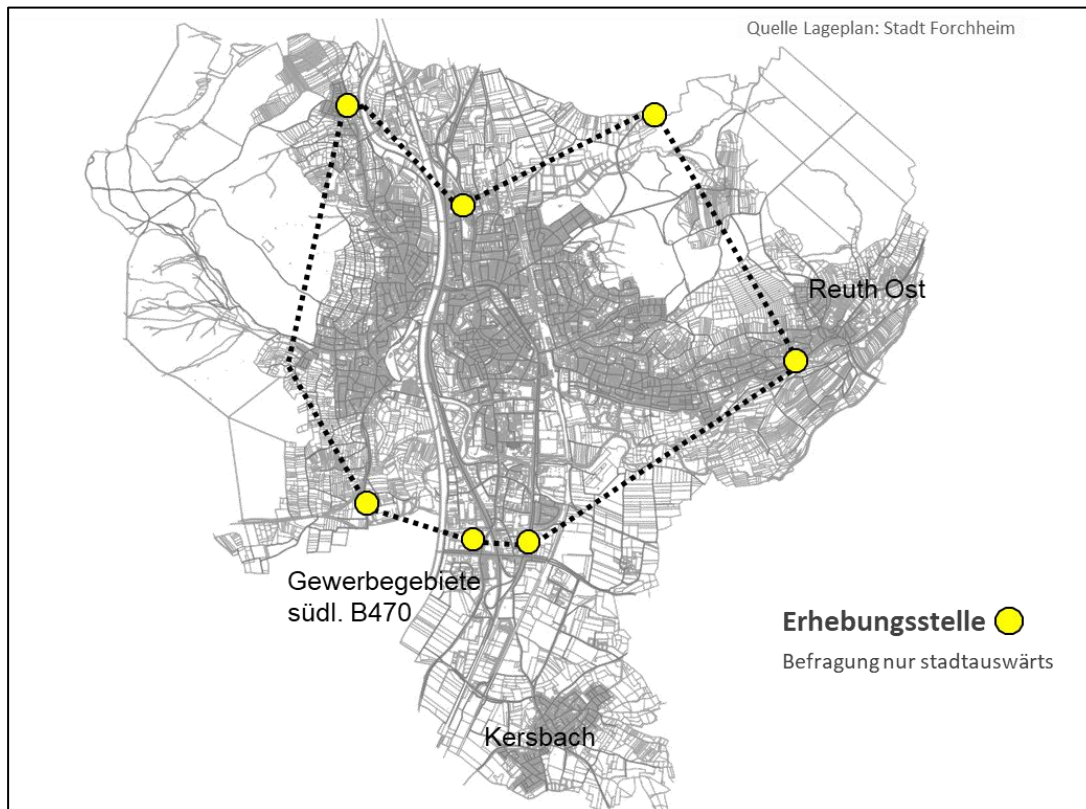 Quelle Lageplan: Stadt Forchheim
Reuth Ost
Gewerbegebiete
südl. B470
Erhebungsstelle
Befragung nur stadtauswärts
Kersbach